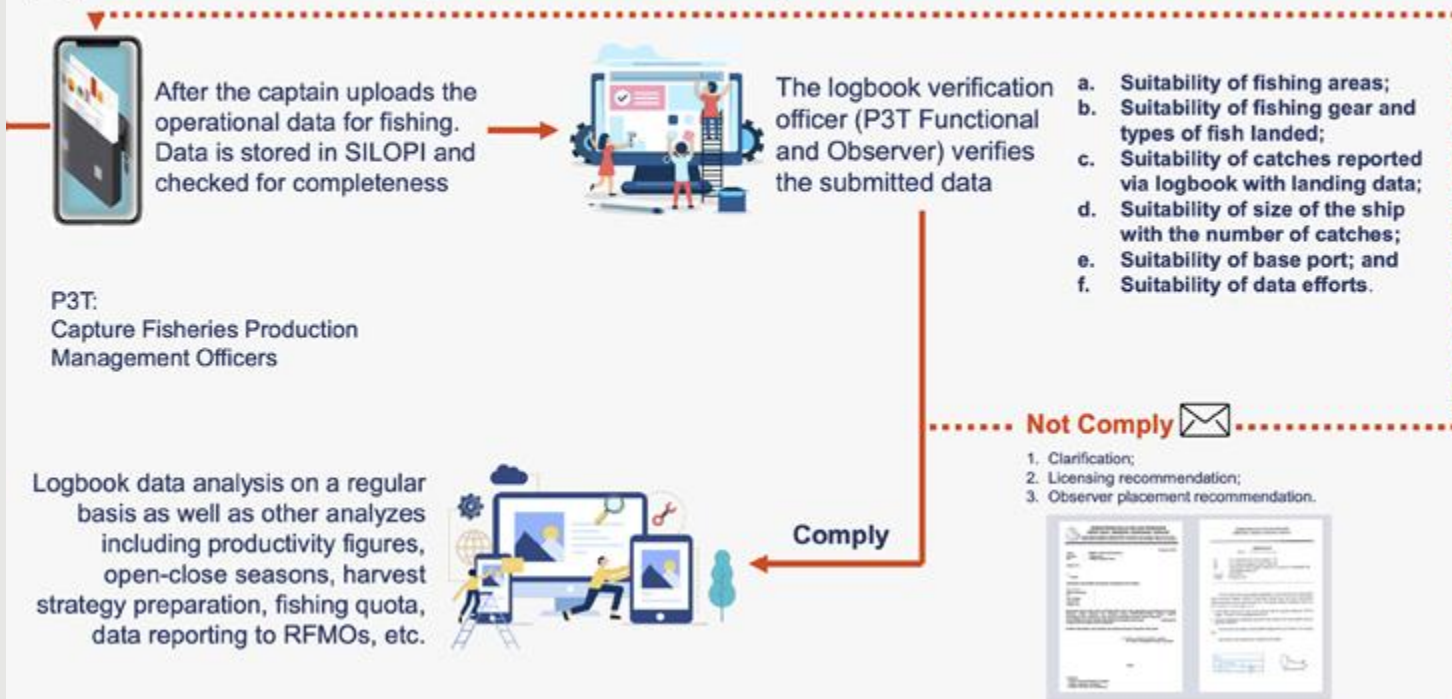 After the captain uploads the
operational data for fishing.
Data is stored in SILOPI and
checked for completeness
The logbook verification
officer (P3T Functional
and Observer) verifies
the submitted data
a. Suitability of fishing areas;
b. Suitability of fishing gear and
types of fish landed;
c. Suitability of catches reported
via logbook with landing data;
d. Suitability of size of the ship
with the number of catches;
e. Suitability of base port; and
f. Suitability of data efforts.
P3T:
Capture Fisheries Production
Management Officers
Not Comply
1. Clarification;
2. Licensing recommendation;
3. Observer placement recommendation.
Comply
Logbook data analysis on a regular
basis as well as other analyzes
including productivity figures,
open-close seasons, harvest
strategy preparation, fishing quota,
data reporting to RFMOs, etc.